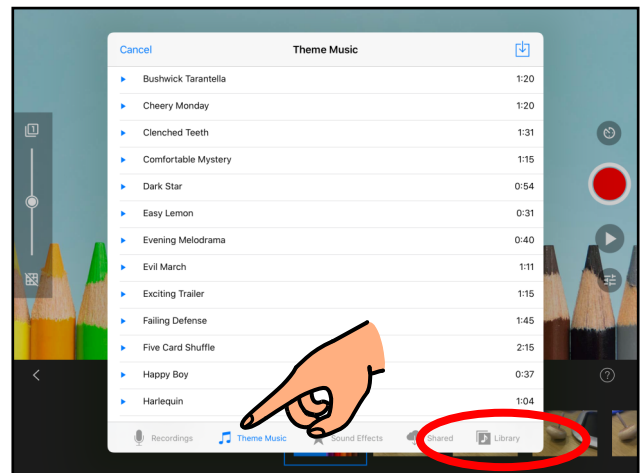 Cancel Theme Music
Bushwick Tarantella 1:20
Cheery Monday 1:20
Clenched Teeth 1:31
Comfortable Mystery 1:15
Dark Star 0:54
Easy Lemon 0:31
Evening Melodrama 0:40
Evil March 1:11
Exciting Trailer 1:15
Failing Defense 1:45
Five Card Shuffle 2:15
Happy Boy 0:37
Harlequin 1:04
Recordings Theme Music Sound Effects Shared Library
1
?